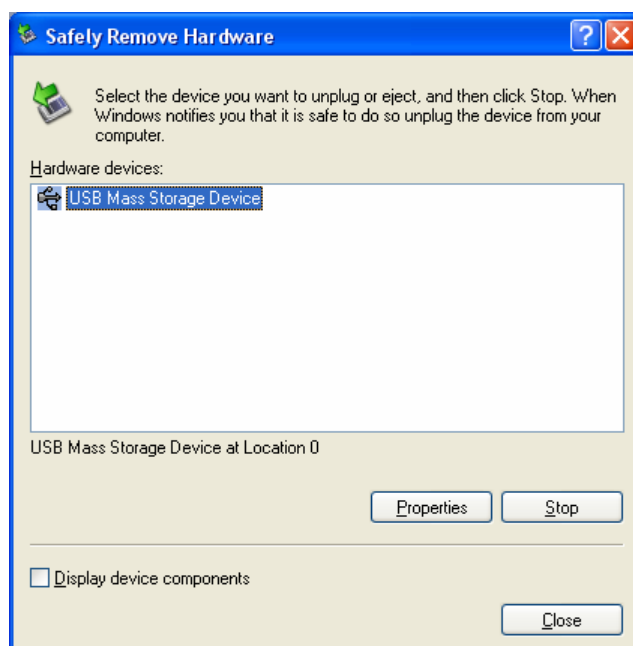 Safely Remove Hardware
Select the device you want to unplug or eject, and then click Stop. When
Windows notifies you that it is safe to do so unplug the device from your
computer.
Hardware devices:
USB Mass Storage Device
USB Mass Storage Device at Location 0
Properties Stop
Display device components
Close